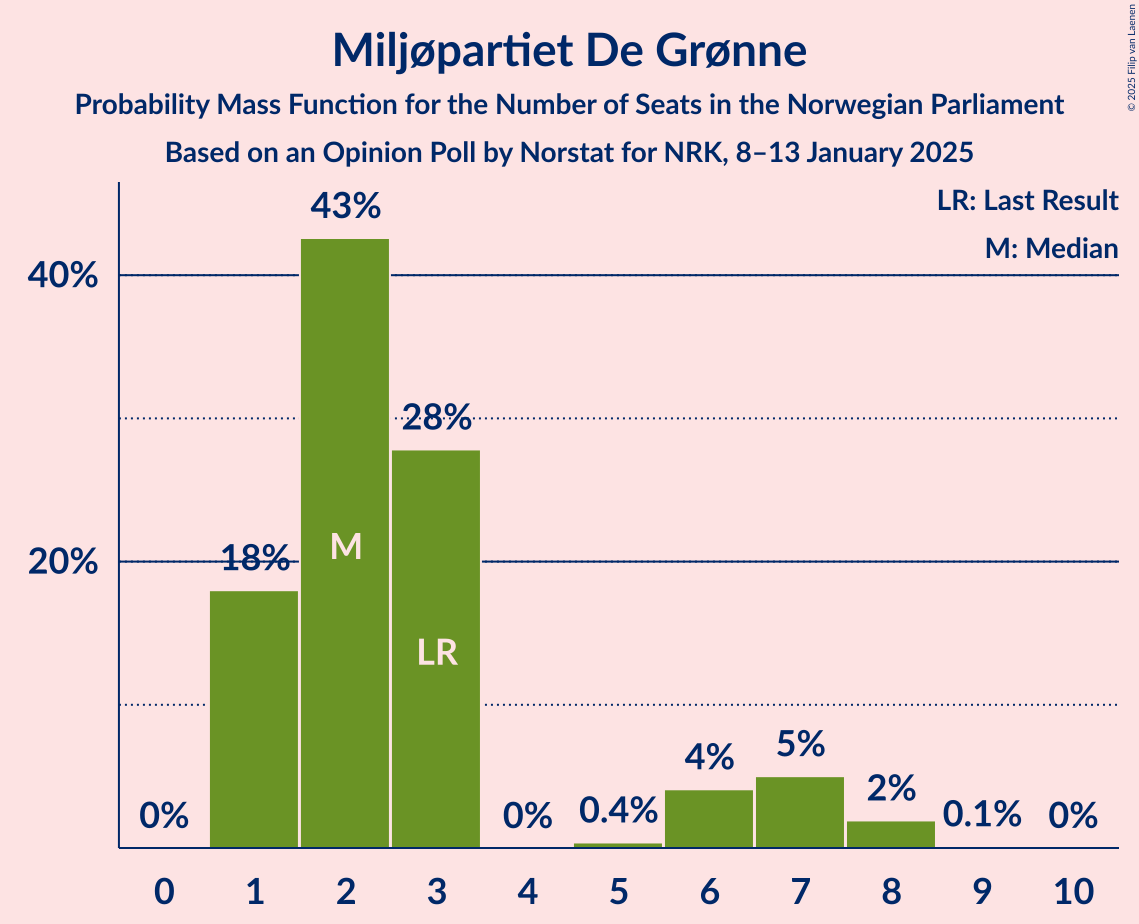 Miljøpartiet De Grønne
Probability Mass Function for the Number of Seats in the Norwegian Parliament
Based on an Opinion Poll by Norstat for NRK, 8–13 January 2025
© 2025 Filip van Laenen
LR: Last Result
M: Median
40%
20%
0%
18%
43%
28%
0%
0.4%
4%
5%
2%
0.1%
0%
M
LR
0 1 2 3 4 5 6 7 8 9 10